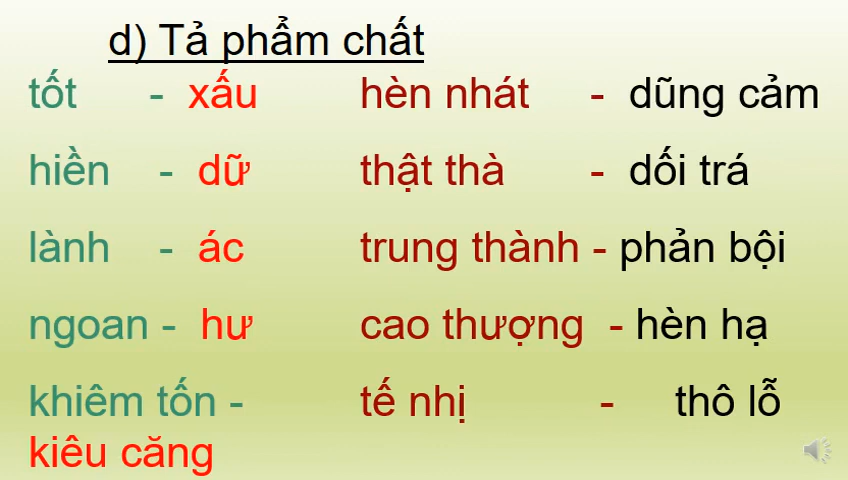 d) Tả phẩm chất
tốt - xấu hèn nhát - dũng cảm
hiền - dữ thật thà - dối trá
lành - ác trung thành - phản bội
ngoan - hư cao thượng - hèn hạ
khiêm tốn - tế nhị - thô lỗ
kiêu căng